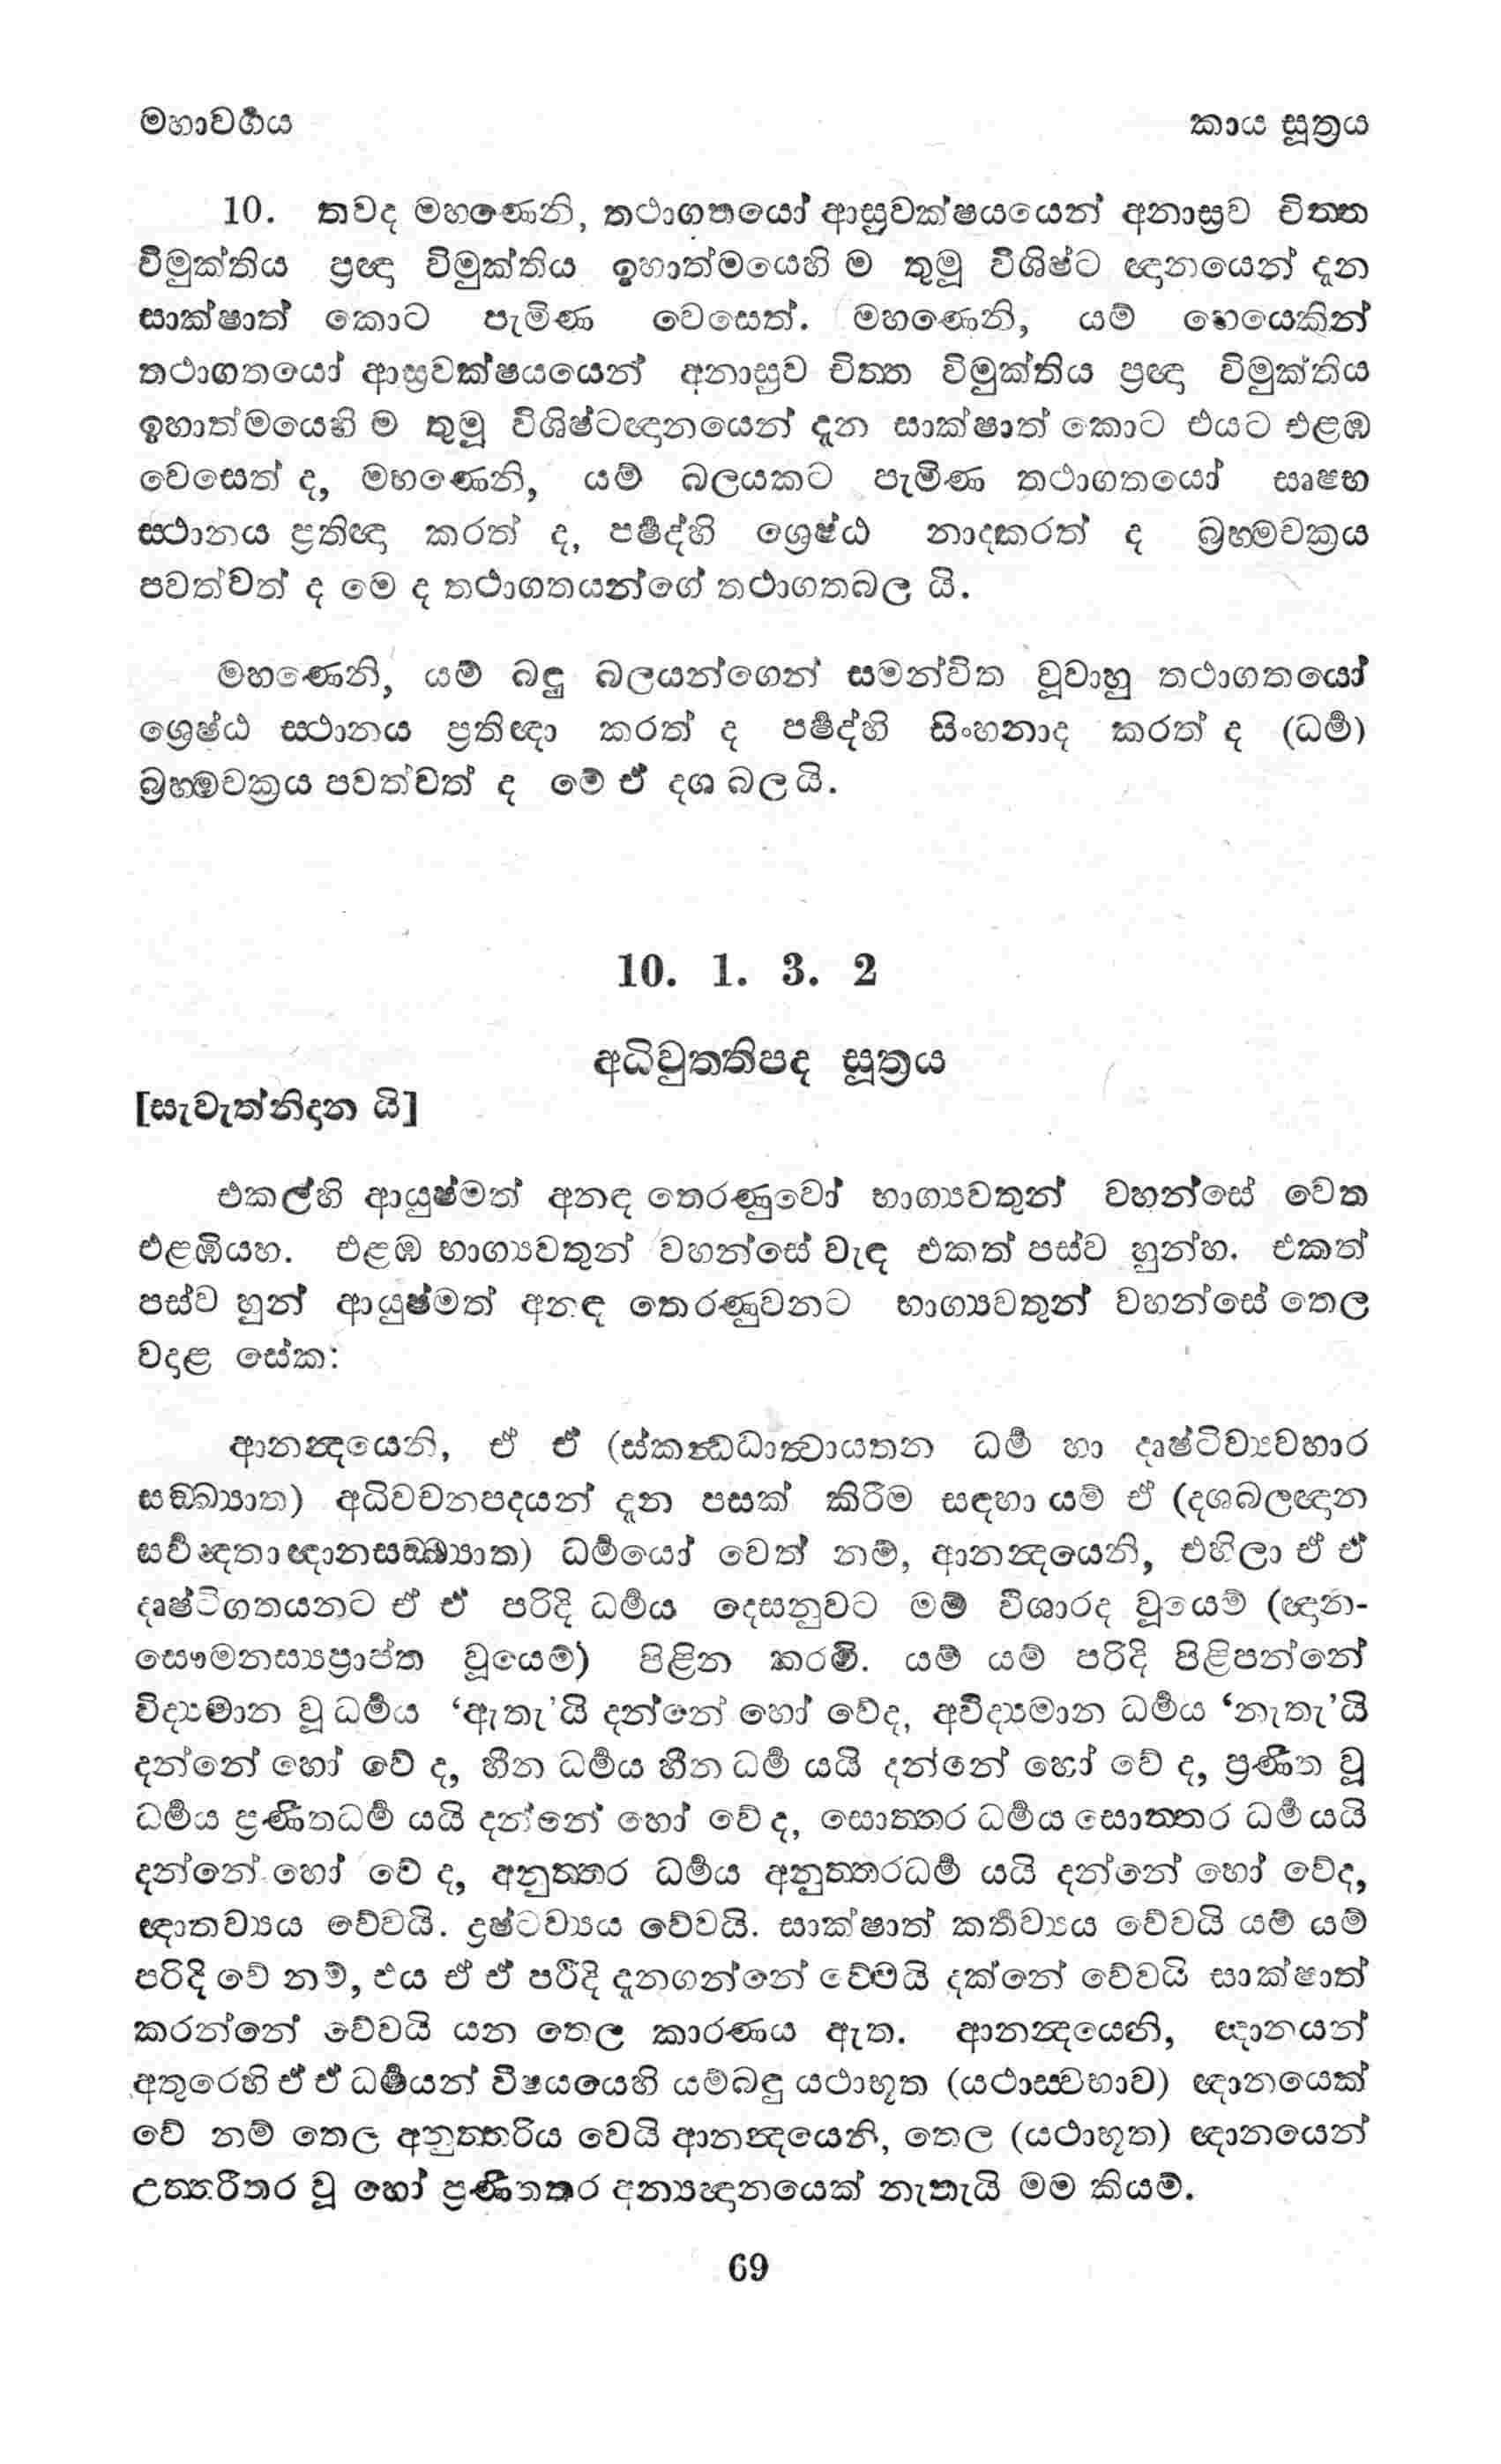 මහාවර්‍ගය කාය සූත්‍රය
10. තවද මහණෙනි, තථාගතයෝ ආස්‍රවක්ෂයයෙන් අනාස්‍රව චිත්ත
විමුක්තිය ප්‍රඥා විමුක්තිය ඉහාත්මයෙහි ම තුමූ විශිෂ්ට ඥානයෙන් දැන
සාක්ෂාත් කොට පැමිණ වෙසෙත්. මහණෙනි, යම් හෙයෙකින්
තථාගතයෝ ආස්‍රවක්ෂයයෙන් අනාස්‍රව චිත්ත විමුක්තිය ප්‍රඥා විමුක්තිය
ඉහාත්මයෙහි ම තුමූ විශිෂ්ටඥානයෙන් දැන සාක්ෂාත් කොට එයට එළඹ
වෙසෙත් ද, මහණෙනි, යම් බලයකට පැමිණ තථාගතයෝ සෘෂභ
ස්ථානය ප්‍රතිඥා කරත් ද, පර්‍ෂද්හි ශ්‍රෙෂ්ඨ නාදකරත් ද බ්‍රහ්මචක්‍රය
පවත්වත් ද මෙ ද තථාගතයන්ගේ තථාගතබල යි.
මහණෙනි, යම් බඳු බලයන්ගෙන් සමන්විත වූවාහු තථාගතයෝ
ශ්‍රෙෂ්ඨ ස්ථානය ප්‍රතිඥා කරත් ද පර්‍ෂද්හි සිංහනාද කරත් ද (ධර්‍ම)
බ්‍රහ්මචක්‍රය පවත්වත් ද මේ ඒ දශ බලයි.
10. 1. 3. 2
අධිවුත්තිපද සූත්‍රය
[සැවැත්නිදාන යි]
එකල්හි ආයුෂ්මත් අනඳ තෙරණුවෝ භාග්‍යවතුන් වහන්සේ වෙත
එළඹියහ. එළඹ භාග්‍යවතුන් වහන්සේ වැඳ එකත් පස්ව හුන්හ. එකත්
පස්ව හුන් ආයුෂ්මත් අනඳ තෙරණුවනට භාග්‍යවතුන් වහන්සේ තෙල
වදාළ සේක:
ආනන්‍දයෙනි, ඒ ඒ (ස්කන්‍ධධාත්‍වායතන ධර්‍ම හා දෘෂ්ටිව්‍යවහාර
සඞ්ඛ්‍යාත) අධිවචනපදයන් දැන පසක් කිරීම සඳහා යම් ඒ (දශබලඥාන
සර්‍වඥතාඥානසඞ්ඛ්‍යාත) ධර්‍මයෝ වෙත් නම්, ආනන්‍දයෙනි, එහිලා ඒ ඒ
දෘෂ්ටිගතයනට ඒ ඒ පරිදි ධර්‍මය දෙසනුවට මම් විශාරද වූයෙම් (ඥාන-
සෞමනස්‍යප්‍රාප්ත වූයෙම්) පිළින කරමි. යම් යම් පරිදි පිළිපන්නේ
විද්‍යමාන වූ ධර්‍මය ‘ඇතැ’යි දන්නේ හෝ වේද, අවිද්‍යමාන ධර්‍මය ‘නැතැ’යි
දන්නේ හෝ වේ ද, හීන ධර්‍මය හීන ධර්‍ම යයි දන්නේ හෝ වේ ද, ප්‍රණීත වූ
ධර්‍මය ප්‍රණීතධර්‍ම යයි දන්නේ හෝ වේ ද, සොත්තර ධර්‍මය සොත්තර ධර්‍ම යයි
දන්නේ හෝ වේ ද, අනුත්තර ධර්‍මය අනුත්තරධර්‍ම යයි දන්නේ හෝ වේද,
ඥාතව්‍යය වේවයි. ද්‍රෂ්ටව්‍යය වේවයි. සාක්ෂාත් කර්‍තව්‍යය වේවයි යම් යම්
පරිදි වේ නම්, එය ඒ ඒ පරිදි දැනගන්නේ වේවයි දක්නේ වේවයි සාක්ෂාත්
කරන්නේ වේවයි යන තෙල කාරණය ඇත. ආනන්‍දයෙනි, ඥානයන්
අතුරෙහි ඒ ඒ ධර්‍මයන් විෂයයෙහි යම්බඳු යථාභූත (යථාස්වභාව) ඥානයෙක්
වේ නම් තෙල අනුත්තරිය වෙයි ආනන්‍දයෙනි, තෙල (යථාභූත) ඥානයෙන්
උත්තරීතර වූ හෝ ප්‍රණීතතර අන්‍යඥානයෙක් නැතැයි මම කියම්.
69